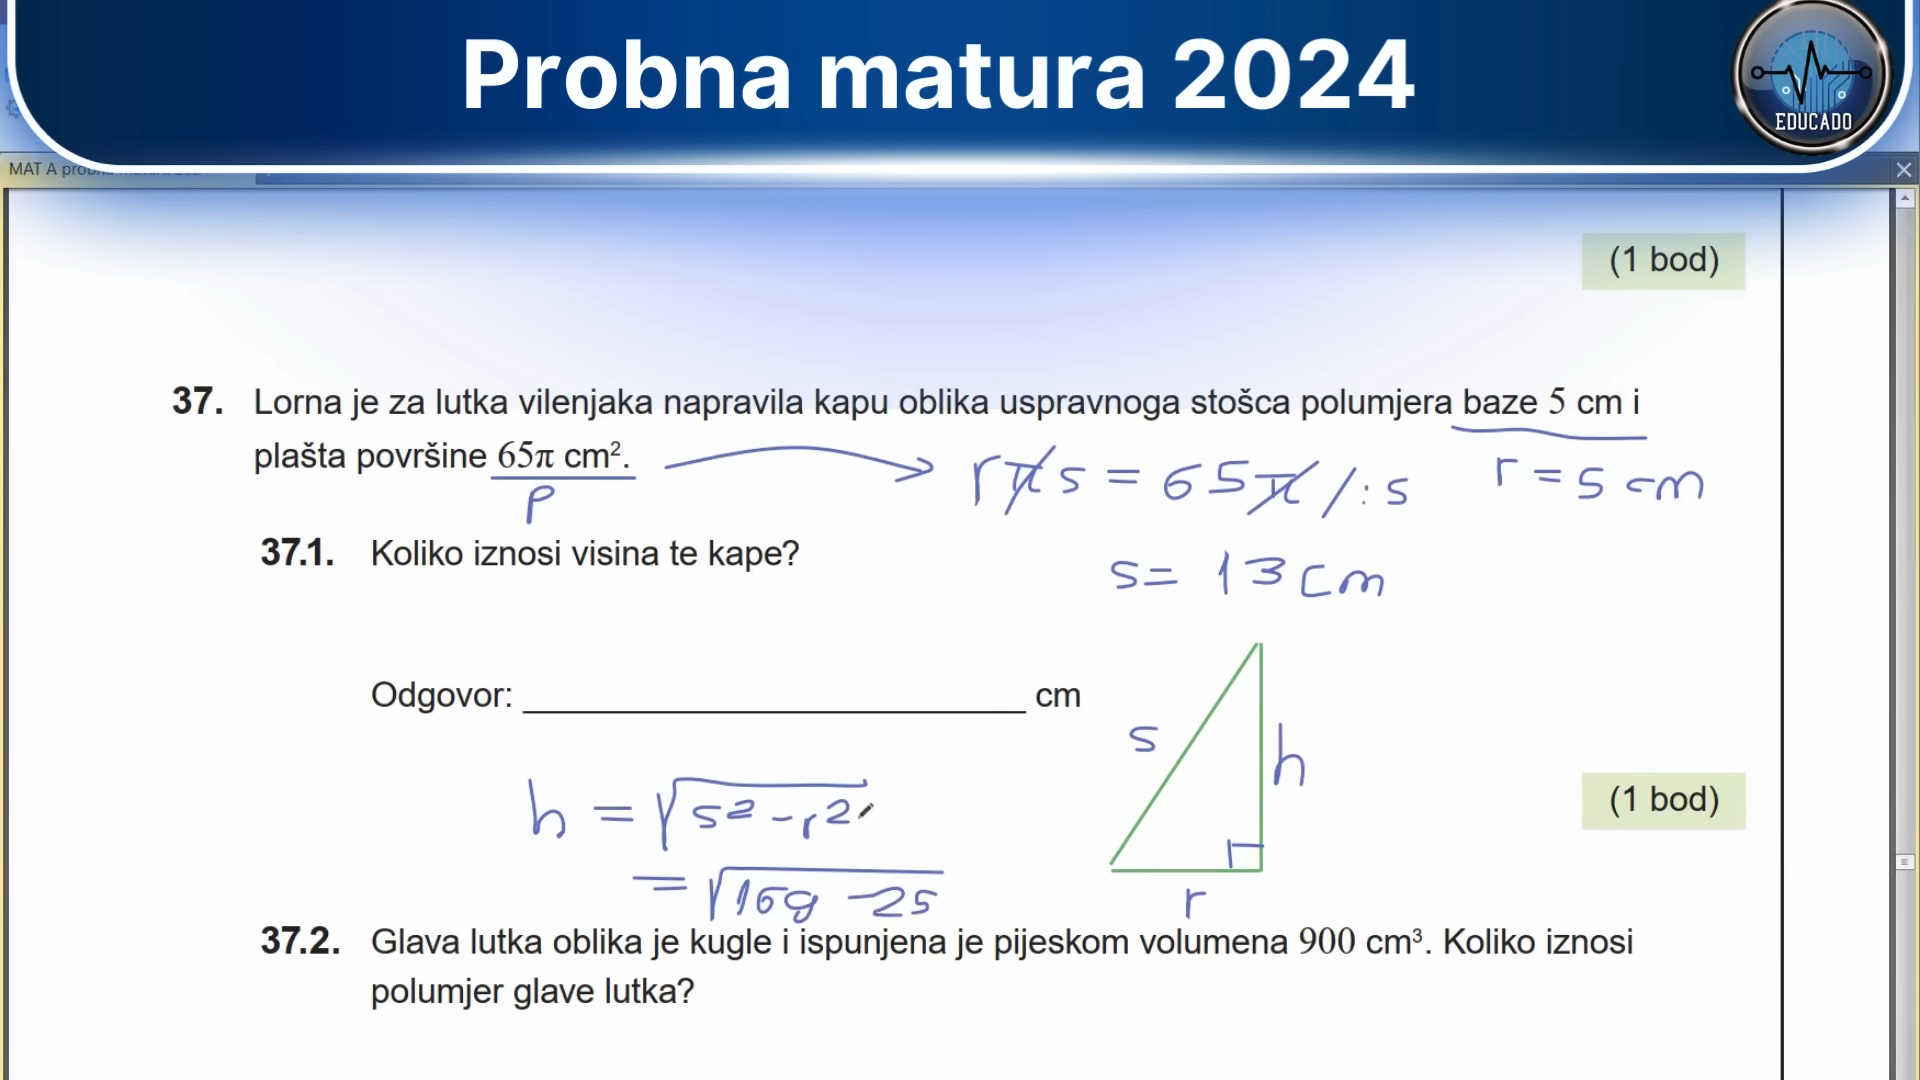 Probna matura 2024
EDUCADO
MAT A
(1 bod)
37. Lorna je za lutka vilenjaka napravila kapu oblika uspravnoga stošca polumjera baze 5 cm i
plašta površine 65π cm². rπs = 65π /:5 r = 5 cm
P
37.1. Koliko iznosi visina te kape?
s = 13 cm
Odgovor: ____________________ cm
s h
h = √s² - r²
(1 bod)
= √169 - 25
r
37.2. Glava lutka oblika je kugle i ispunjena je pijeskom volumena 900 cm³. Koliko iznosi
polumjer glave lutka?